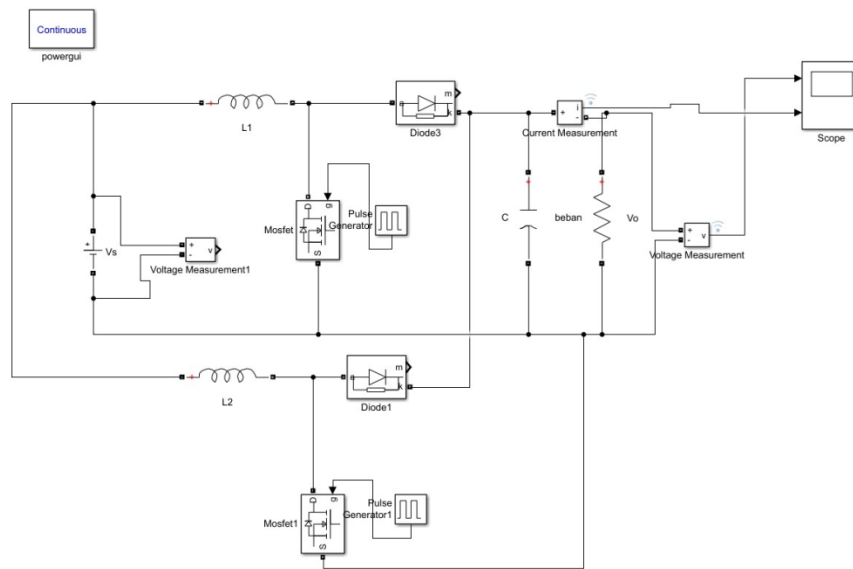 Continuous
powergui
L1
m
a
k
Diode3
+
i
-
Current Measurement
Scope
D
g
S
Mosfet
Pulse
Generator
C
beban
Vo
+
-
v
Voltage Measurement
+
Vs
+
-
v
Voltage Measurement1
L2
m
a
k
Diode1
D
g
S
Mosfet1
Pulse
Generator1